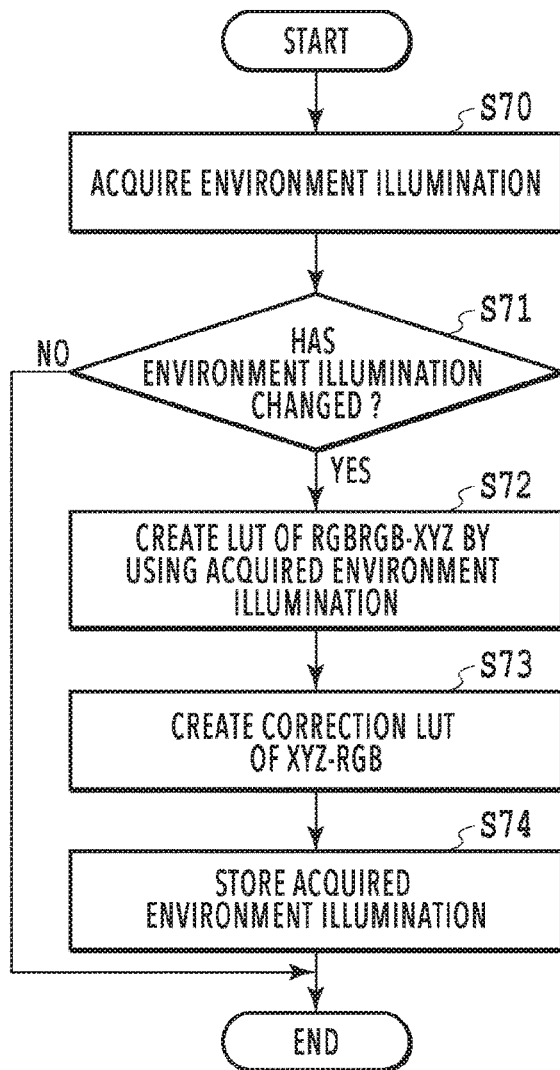 START
S70
ACQUIRE ENVIRONMENT ILLUMINATION
S71
HAS
ENVIRONMENT ILLUMINATION
CHANGED ?
NO
YES
S72
CREATE LUT OF RGBRGB-XYZ BY
USING ACQUIRED ENVIRONMENT
ILLUMINATION
S73
CREATE CORRECTION LUT
OF XYZ-RGB
S74
STORE ACQUIRED
ENVIRONMENT ILLUMINATION
END